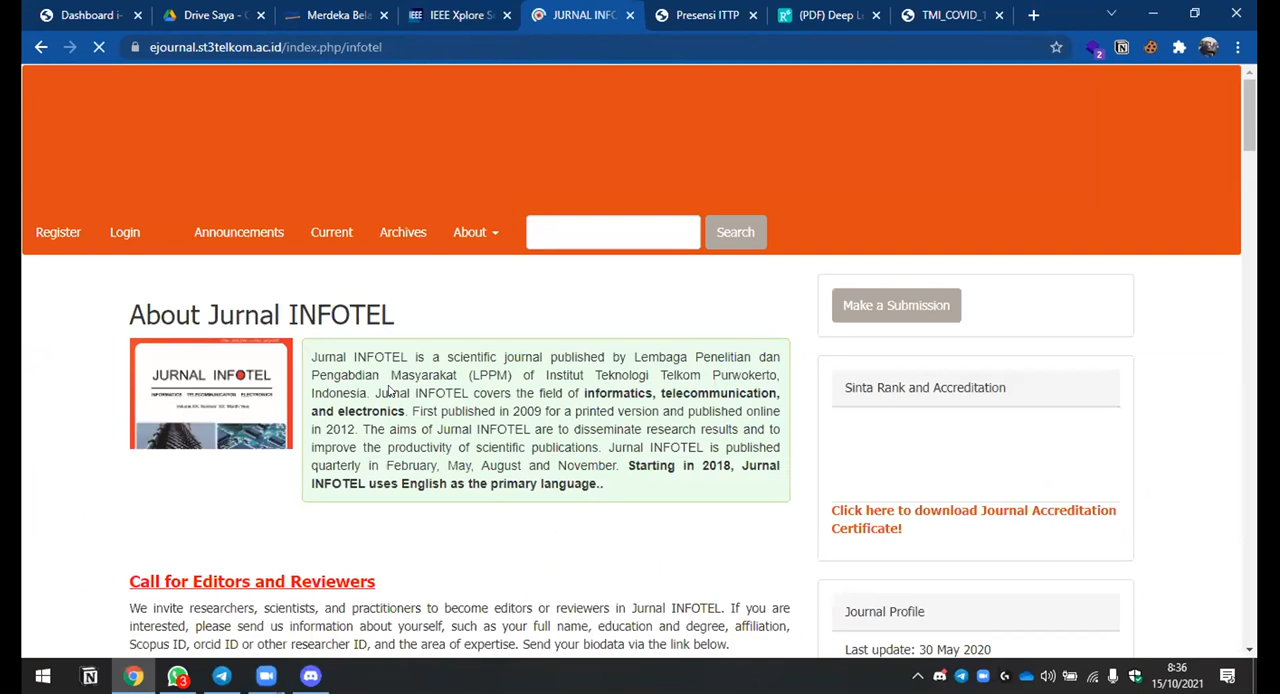 Dashboard i-
Drive Saya - G
Merdeka Bela
IEEE Xplore Se
JURNAL INFO
Presensi ITTP
(PDF) Deep Le
TMI_COVID_1
ejournal.st3telkom.ac.id/index.php/infotel
2
Register
Login
Announcements
Current
Archives
About
Search
About Jurnal INFOTEL
JURNAL INFOTEL
INFORMATICS TELECOMMUNICATION ELECTRONICS
Jurnal INFOTEL is a scientific journal published by Lembaga Penelitian dan
Pengabdian Masyarakat (LPPM) of Institut Teknologi Telkom Purwokerto,
Indonesia. Jurnal INFOTEL covers the field of informatics, telecommunication,
and electronics. First published in 2009 for a printed version and published online
in 2012. The aims of Jurnal INFOTEL are to disseminate research results and to
improve the productivity of scientific publications. Jurnal INFOTEL is published
quarterly in February, May, August and November. Starting in 2018, Jurnal
INFOTEL uses English as the primary language..
Call for Editors and Reviewers
We invite researchers, scientists, and practitioners to become editors or reviewers in Jurnal INFOTEL. If you are
interested, please send us information about yourself, such as your full name, education and degree, affiliation,
Scopus ID, orcid ID or other researcher ID, and the area of expertise. Send your biodata via the link below.
Make a Submission
Sinta Rank and Accreditation
Click here to download Journal Accreditation
Certificate!
Journal Profile
Last update: 30 May 2020
3
8:36
15/10/2021